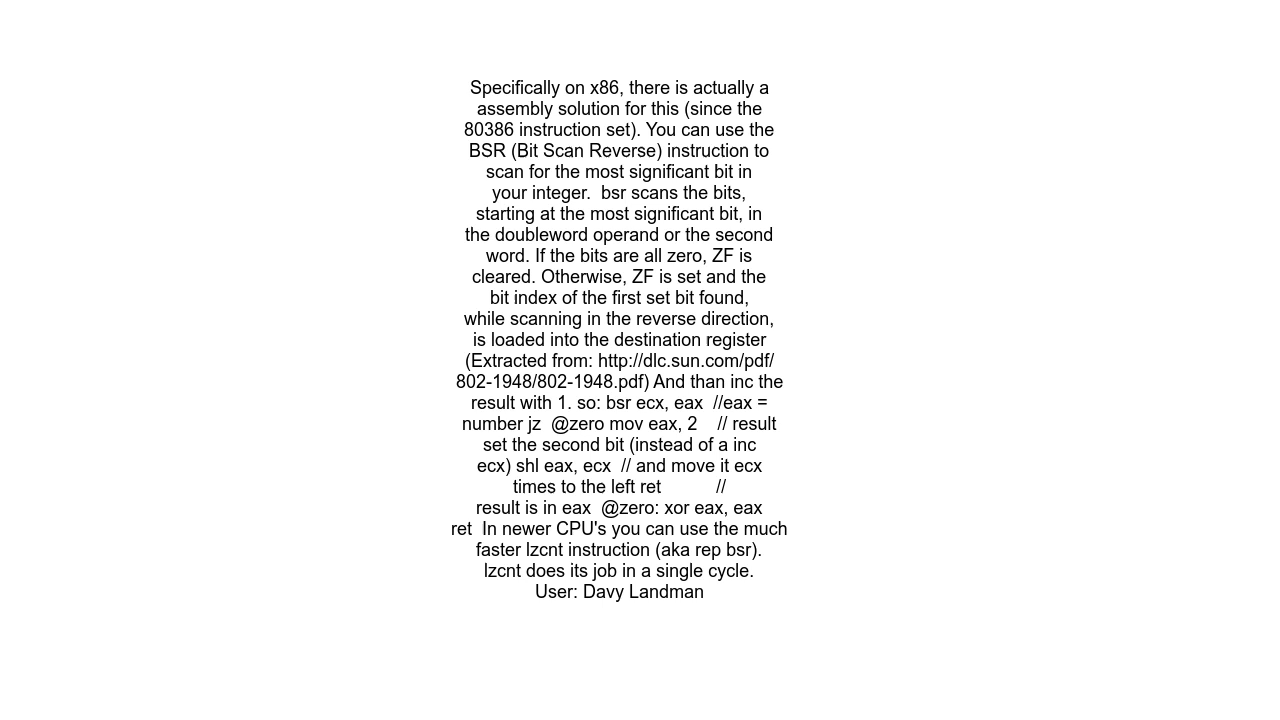 Specifically on x86, there is actually a
assembly solution for this (since the
80386 instruction set). You can use the
BSR (Bit Scan Reverse) instruction to
scan for the most significant bit in
your integer.  bsr scans the bits,
starting at the most significant bit, in
the doubleword operand or the second
word. If the bits are all zero, ZF is
cleared. Otherwise, ZF is set and the
bit index of the first set bit found,
while scanning in the reverse direction,
is loaded into the destination register
(Extracted from: http://dlc.sun.com/pdf/
802-1948/802-1948.pdf) And than inc the
result with 1. so: bsr ecx, eax  //eax =
number jz  @zero mov eax, 2    // result
set the second bit (instead of a inc
ecx) shl eax, ecx  // and move it ecx
times to the left ret           //
result is in eax  @zero: xor eax, eax
ret  In newer CPU's you can use the much
faster lzcnt instruction (aka rep bsr).
lzcnt does its job in a single cycle.
User: Davy Landman